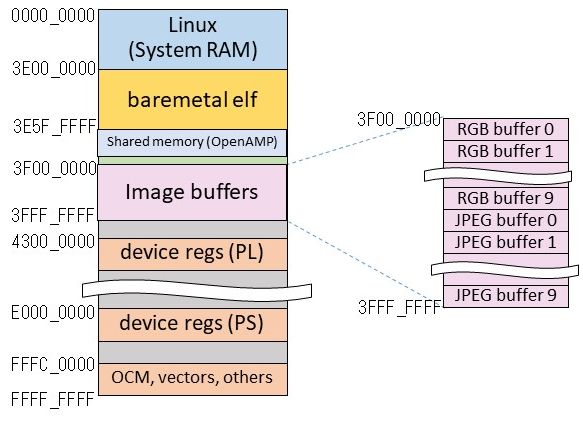 0000_0000
Linux
(System RAM)
3E00_0000
baremetal elf
3E5F_FFFF
Shared memory (OpenAMP)
3F00_0000
Image buffers
3FFF_FFFF
4300_0000
device regs (PL)
E000_0000
device regs (PS)
FFFC_0000
OCM, vectors, others
FFFF_FFFF
3F00_0000
RGB buffer 0
RGB buffer 1
RGB buffer 9
JPEG buffer 0
JPEG buffer 1
JPEG buffer 9
3FFF_FFFF